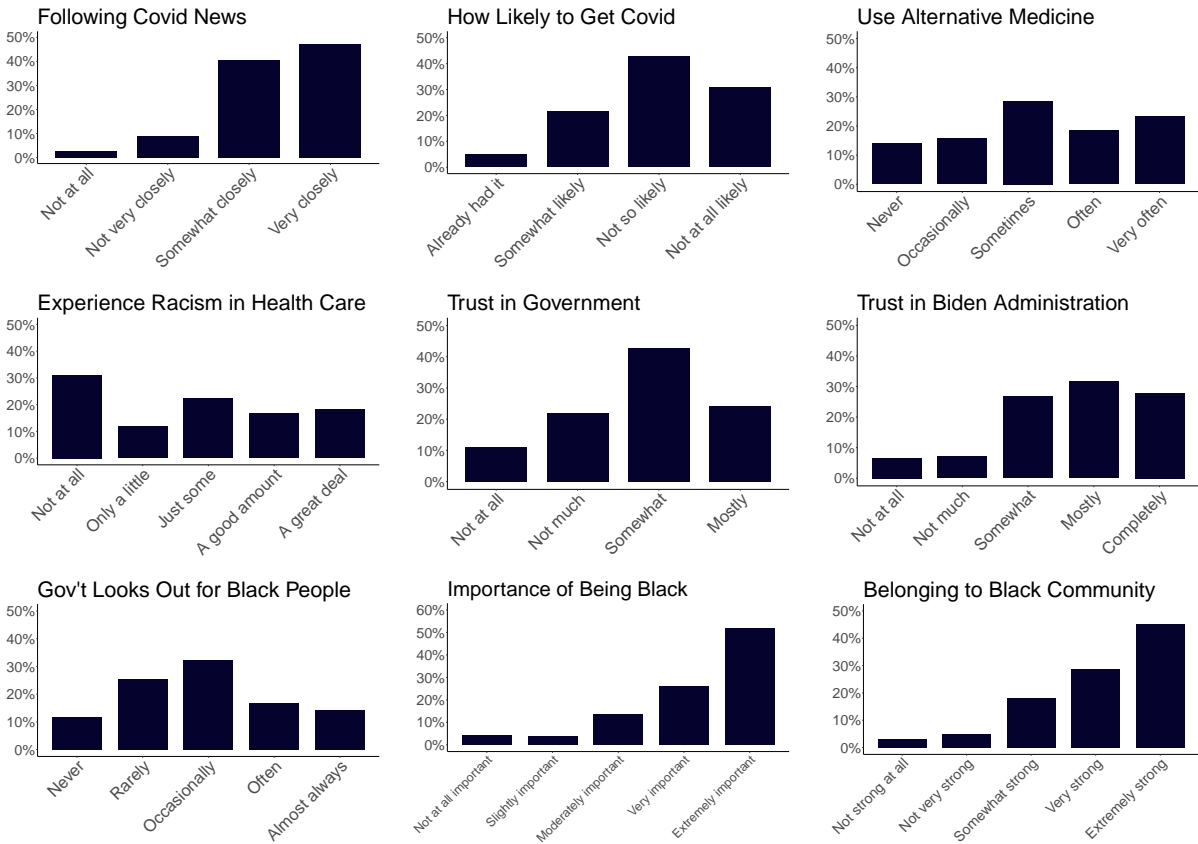 Following Covid News
50%
40%
30%
20%
10%
0%
Not at all
Not very closely
Somewhat closely
Very closely
How Likely to Get Covid
50%
40%
30%
20%
10%
0%
Already had it
Somewhat likely
Not so likely
Not at all likely
Use Alternative Medicine
50%
40%
30%
20%
10%
0%
Never
Occasionally
Sometimes
Often
Very often
Experience Racism in Health Care
50%
40%
30%
20%
10%
0%
Not at all
Only a little
Just some
A good amount
A great deal
Trust in Government
50%
40%
30%
20%
10%
0%
Not at all
Not much
Somewhat
Mostly
Trust in Biden Administration
50%
40%
30%
20%
10%
0%
Not at all
Not much
Somewhat
Mostly
Completely
Gov't Looks Out for Black People
50%
40%
30%
20%
10%
0%
Never
Rarely
Occasionally
Often
Almost always
Importance of Being Black
60%
50%
40%
30%
20%
10%
0%
Not at all important
Slightly important
Moderately important
Very important
Extremely important
Belonging to Black Community
50%
40%
30%
20%
10%
0%
Not strong at all
Not very strong
Somewhat strong
Very strong
Extremely strong